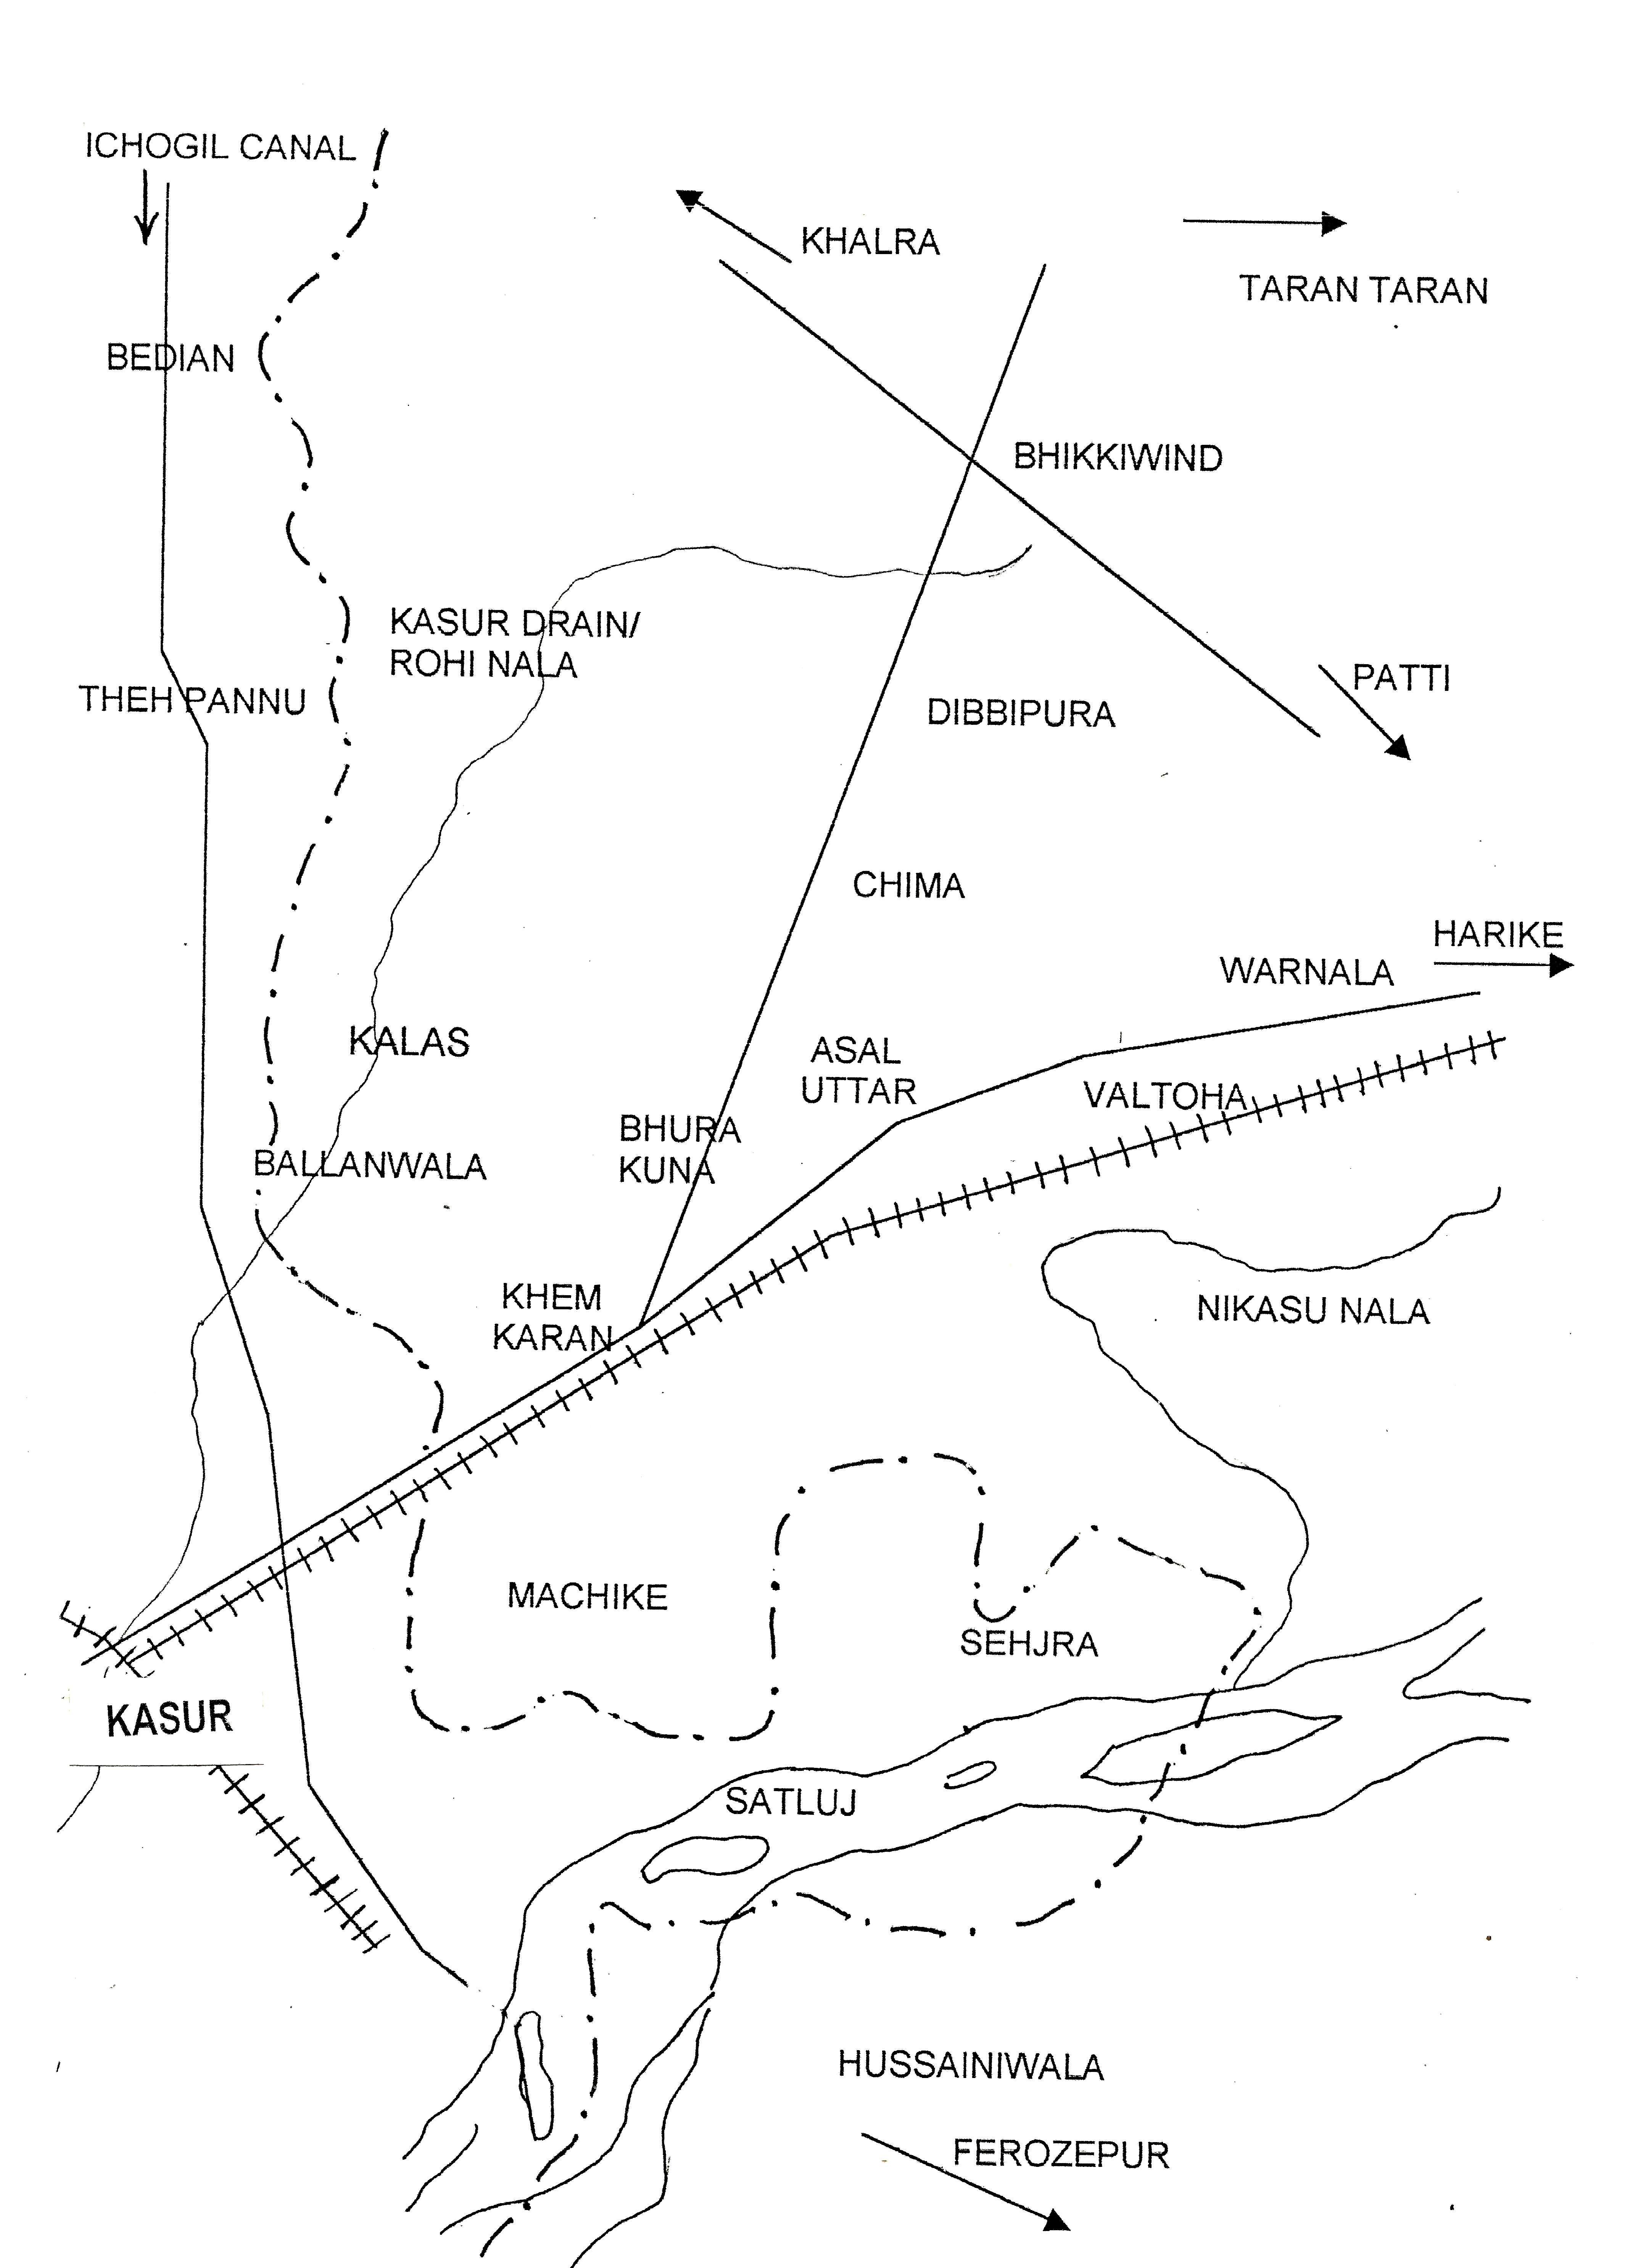 ICHOGIL CANAL
KHALRA
TARAN TARAN
BEDIAN
BHIKKIWIND
KASUR DRAIN/
ROHI NALA
PATTI
THEH PANNU
DIBBIPURA
CHIMA
HARIKE
WARNALA
KALAS
ASAL
UTTAR
VALTOHA
BHURA
KUNA
BALLANWALA
KHEM
KARAN
NIKASU NALA
MACHIKE
SEHJRA
KASUR
SATLUJ
HUSSAINIWALA
FEROZEPUR